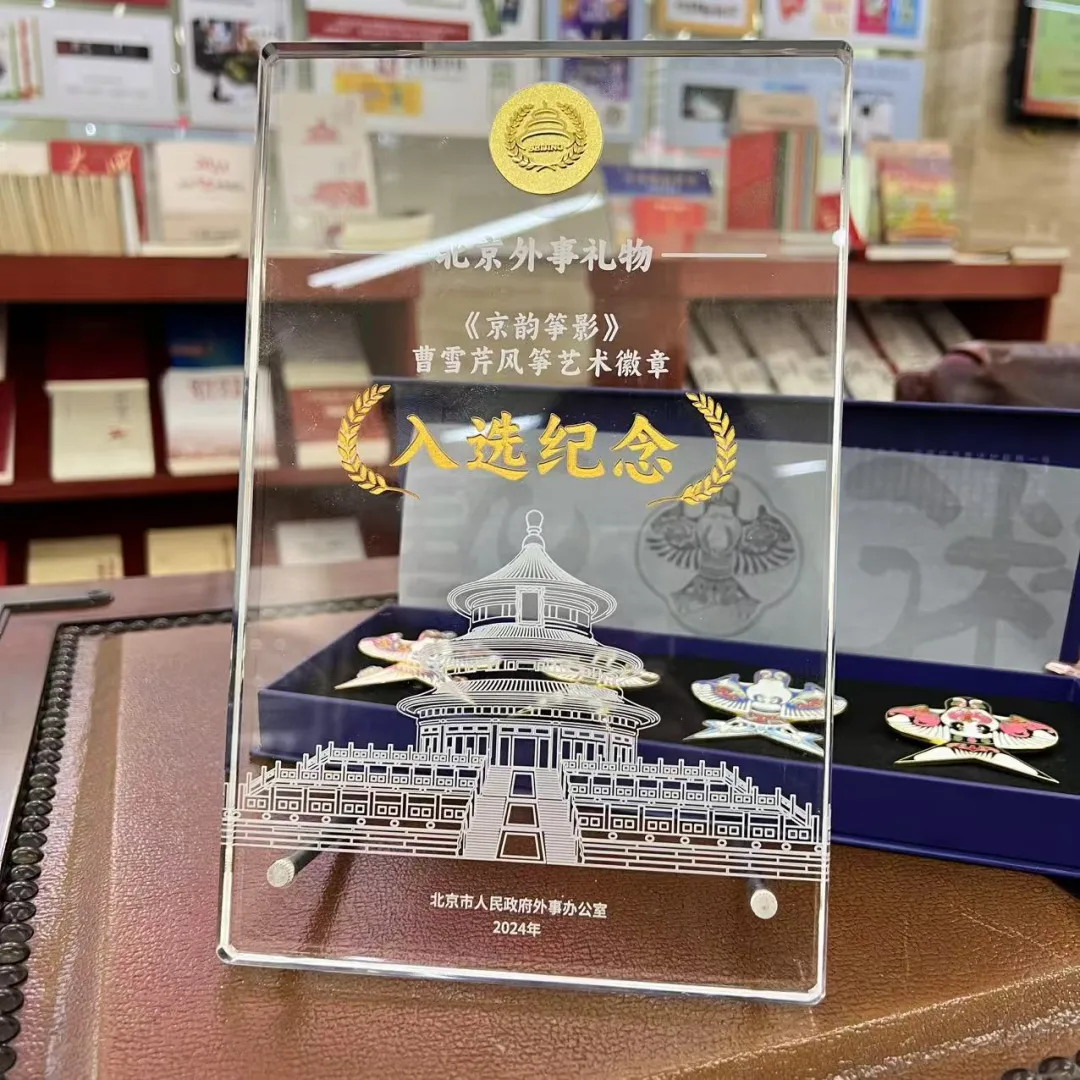 BEIJING
北京外事礼物
《京韵筝影》
曹雪芹风筝艺术徽章
入选纪念
北京市人民政府外事办公室
2024年